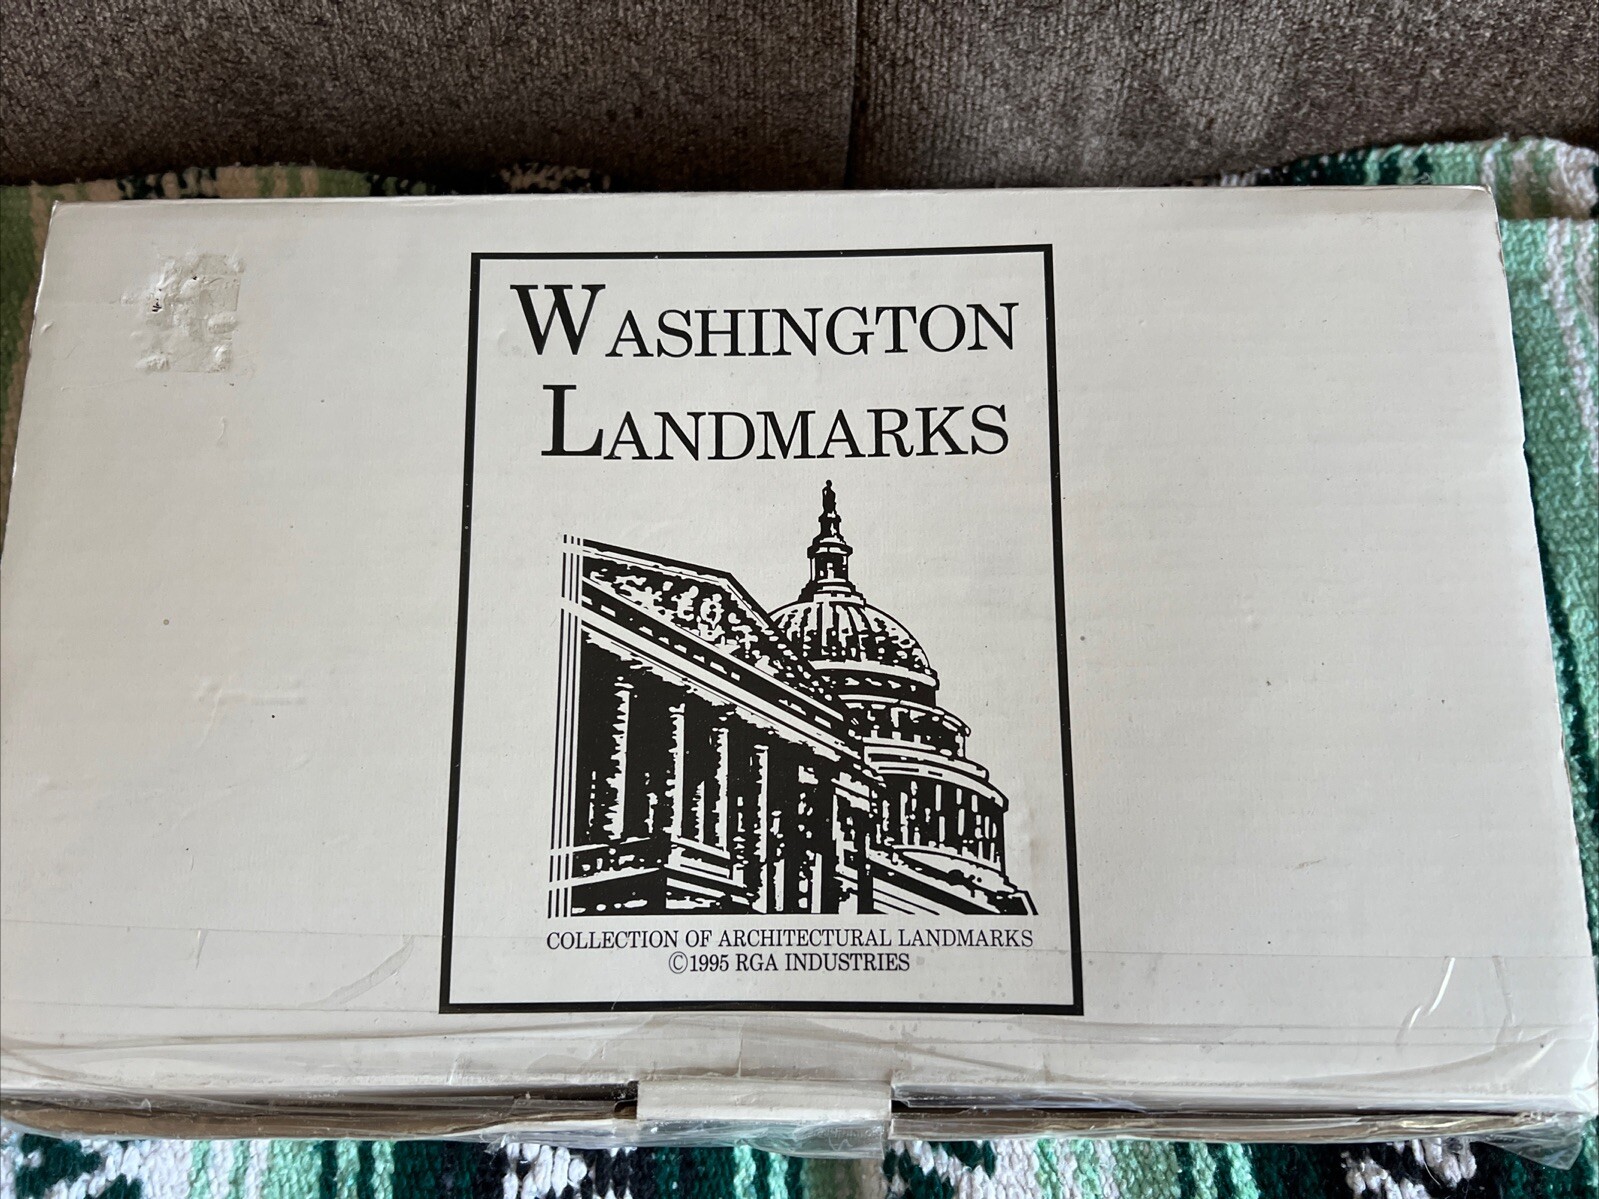 WASHINGTON
LANDMARKS
COLLECTION OF ARCHITECTURAL LANDMARKS
©1995 RGA INDUSTRIES